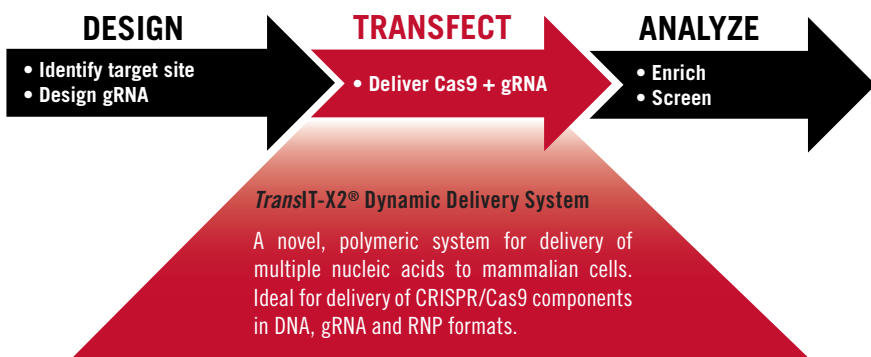 DESIGN
• Identify target site
• Design gRNA
TRANSFECT
• Deliver Cas9 + gRNA
ANALYZE
• Enrich
• Screen
TransIT-X2® Dynamic Delivery System
A novel, polymeric system for delivery of
multiple nucleic acids to mammalian cells.
Ideal for delivery of CRISPR/Cas9 components
in DNA, gRNA and RNP formats.